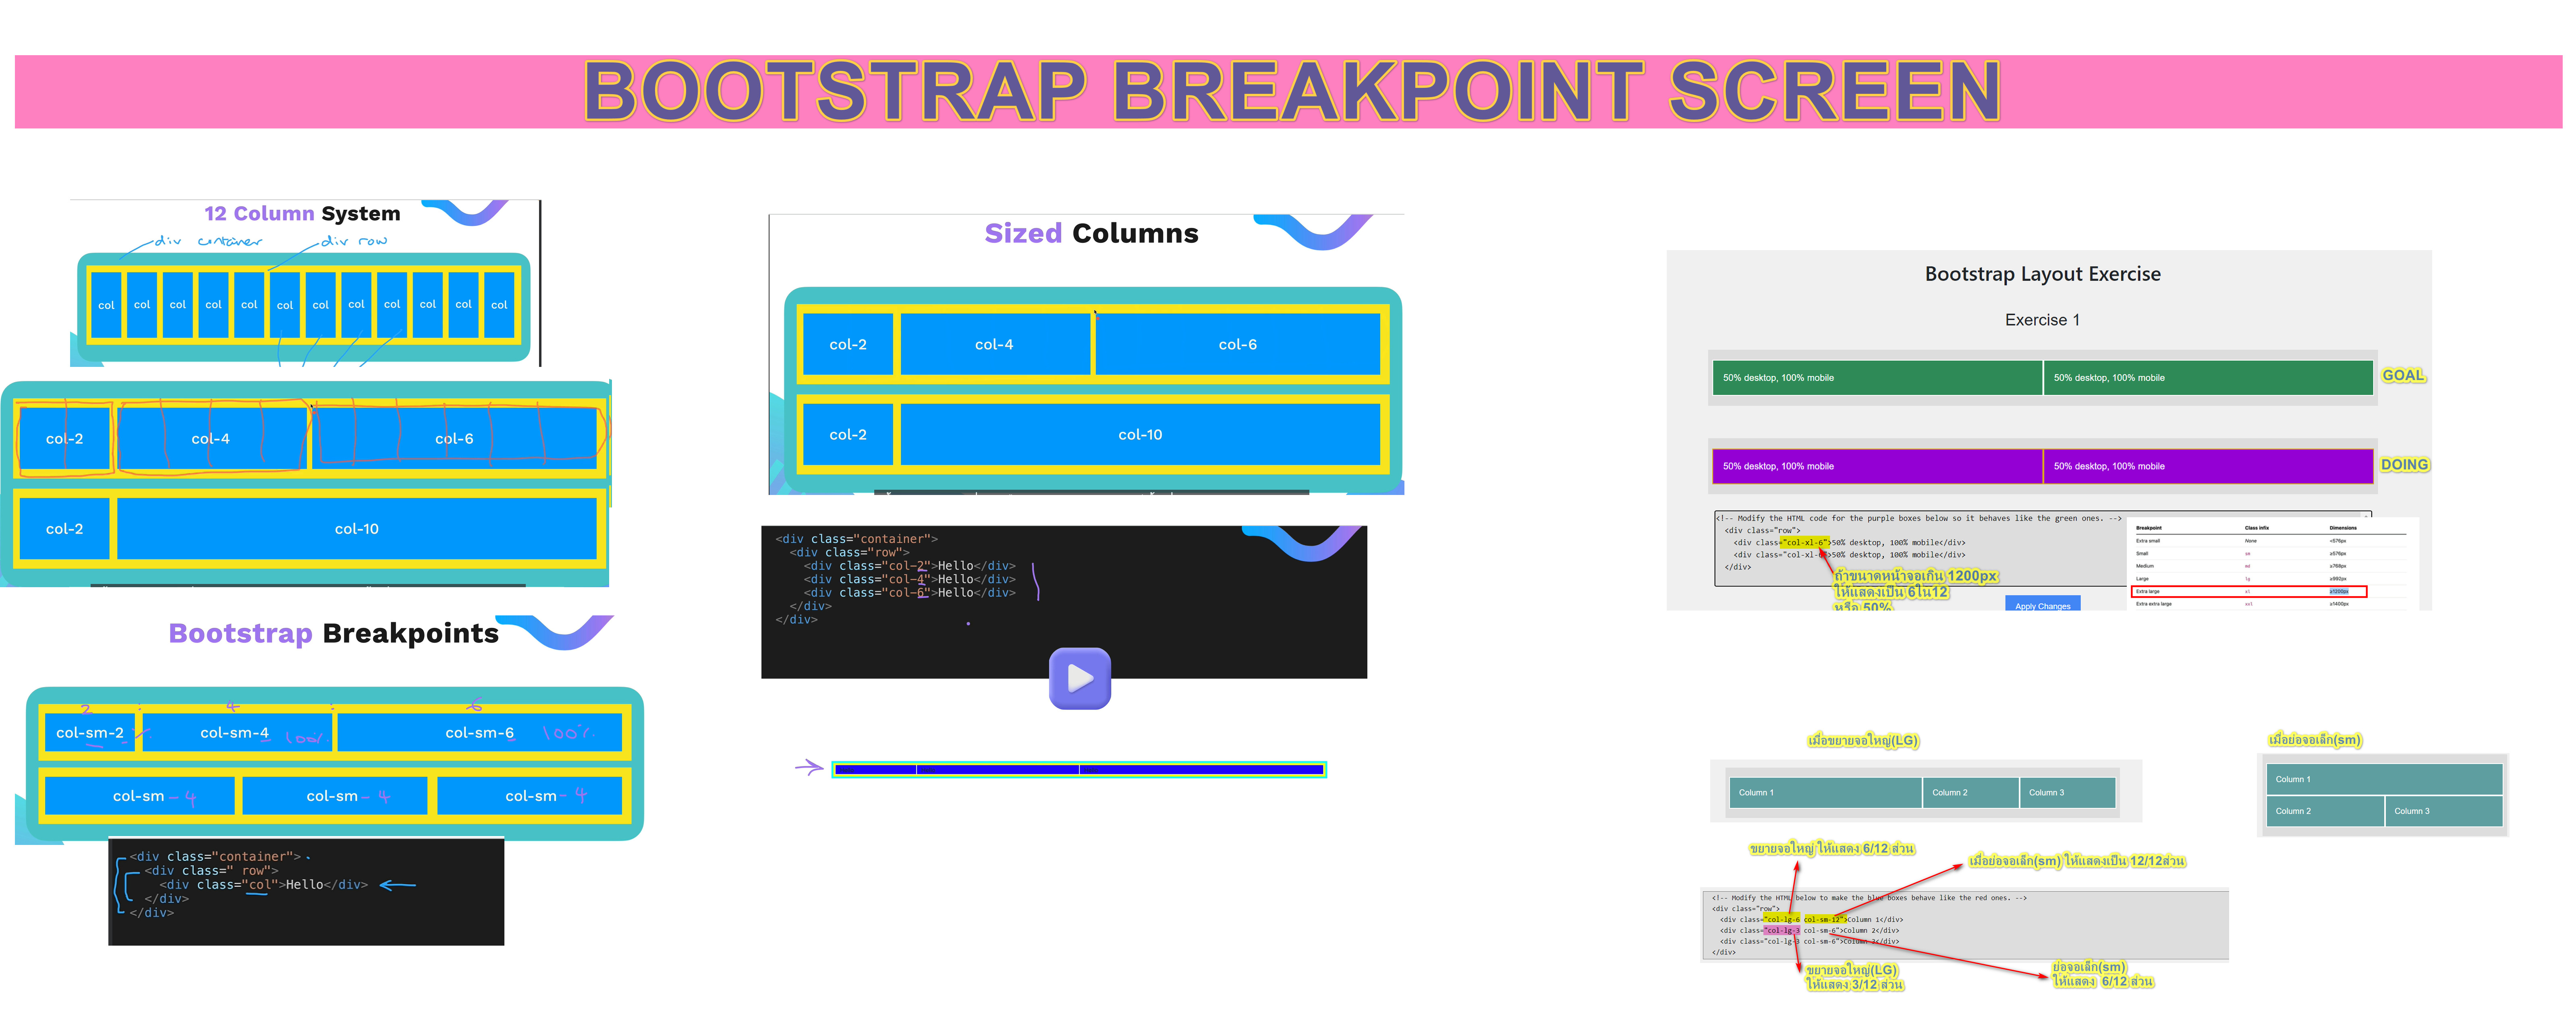 BOOTSTRAP BREAKPOINT SCREEN
12 Column System
div container
div row
col col col col col col col col col col col col
col-2 col-4 col-6
col-2 col-10
Bootstrap Breakpoints
2 : 4 : 6
col-sm-2 col-sm-4 100% col-sm-6 100%
col-sm - 4 col-sm - 4 col-sm - 4
<div class="container">
<div class=" row">
<div class="col">Hello</div>
</div>
</div>
Sized Columns
col-2 col-4 col-6
col-2 col-10
<div class="container">
<div class="row">
<div class="col-2">Hello</div>
<div class="col-4">Hello</div>
<div class="col-6">Hello</div>
</div>
</div>
Bootstrap Layout Exercise
Exercise 1
50% desktop, 100% mobile 50% desktop, 100% mobile GOAL
50% desktop, 100% mobile 50% desktop, 100% mobile DOING
<!-- Modify the HTML code for the purple boxes below so it behaves like the green ones. -->
<div class="row">
<div class="col-xl-6">50% desktop, 100% mobile</div>
<div class="col-xl-6">50% desktop, 100% mobile</div>
</div>
ถ้าขนาดหน้าจอเกิน 1200px
ให้แสดงเป็น 6ใน12
หรือ 50%
Apply Changes
Breakpoint Class infix Dimensions
Extra small None <576px
Small sm ≥576px
Medium md ≥768px
Large lg ≥992px
Extra large xl ≥1200px
Extra extra large xxl ≥1400px
เมื่อขยายจอใหญ่(LG)
Column 1 Column 2 Column 3
เมื่อย่อจอเล็ก(sm)
Column 1
Column 2 Column 3
ขยายจอใหญ่ ให้แสดง 6/12 ส่วน
เมื่อย่อจอเล็ก(sm) ให้แสดงเป็น 12/12ส่วน
<!-- Modify the HTML below to make the blue boxes behave like the red ones. -->
<div class="row">
<div class="col-lg-6 col-sm-12">Column 1</div>
<div class="col-lg-3 col-sm-6">Column 2</div>
<div class="col-lg-3 col-sm-6">Column 3</div>
</div>
ขยายจอใหญ่(LG)
ให้แสดง 3/12 ส่วน
ย่อจอเล็ก(sm)
ให้แสดง 6/12 ส่วน